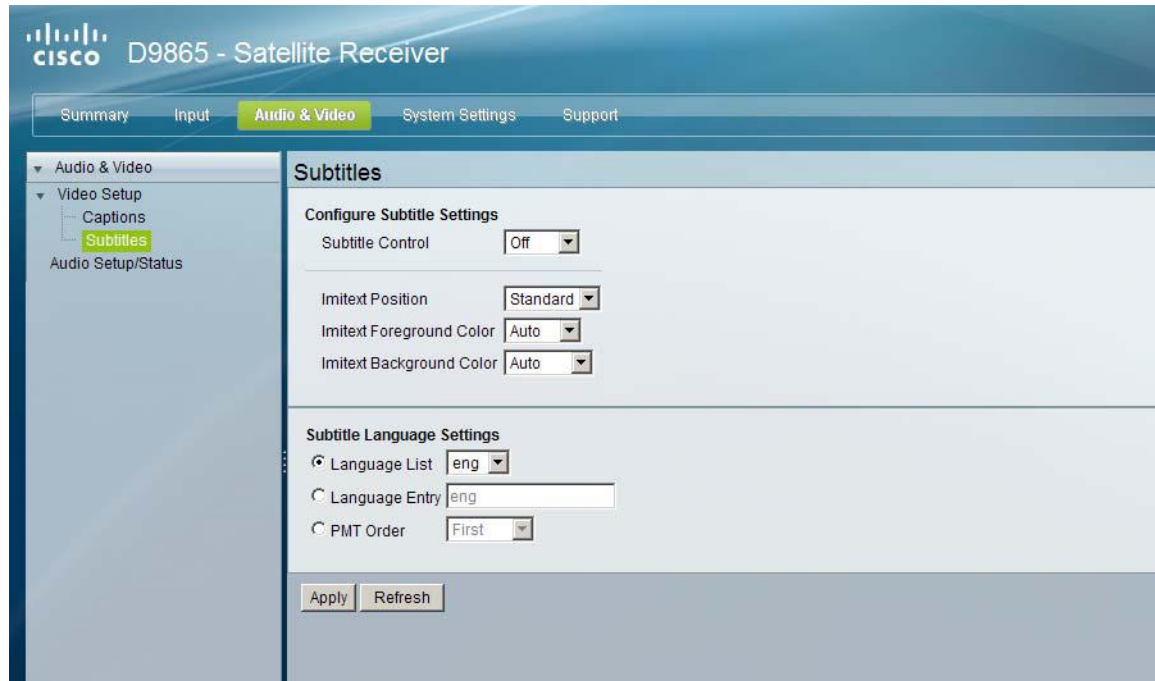 cisco D9865 - Satellite Receiver
Summary Input Audio & Video System Settings Support
Audio & Video
Video Setup
Captions
Subtitles
Audio Setup/Status
Subtitles
Configure Subtitle Settings
Subtitle Control Off
Imitext Position Standard
Imitext Foreground Color Auto
Imitext Background Color Auto
Subtitle Language Settings
Language List eng
Language Entry eng
PMT Order First
Apply Refresh